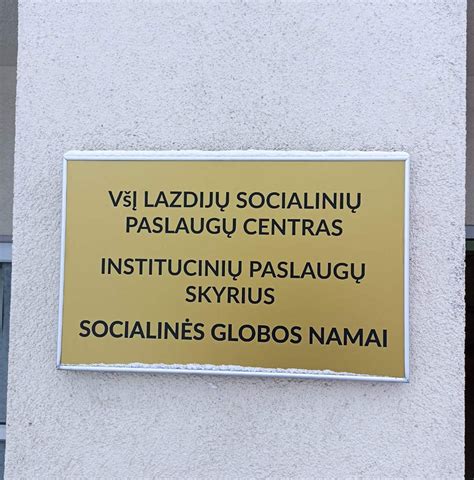 VšĮ LAZDIJŲ SOCIALINIŲ
PASLAUGŲ CENTRAS
INSTITUCINIŲ PASLAUGŲ
SKYRIUS
SOCIALINĖS GLOBOS NAMAI